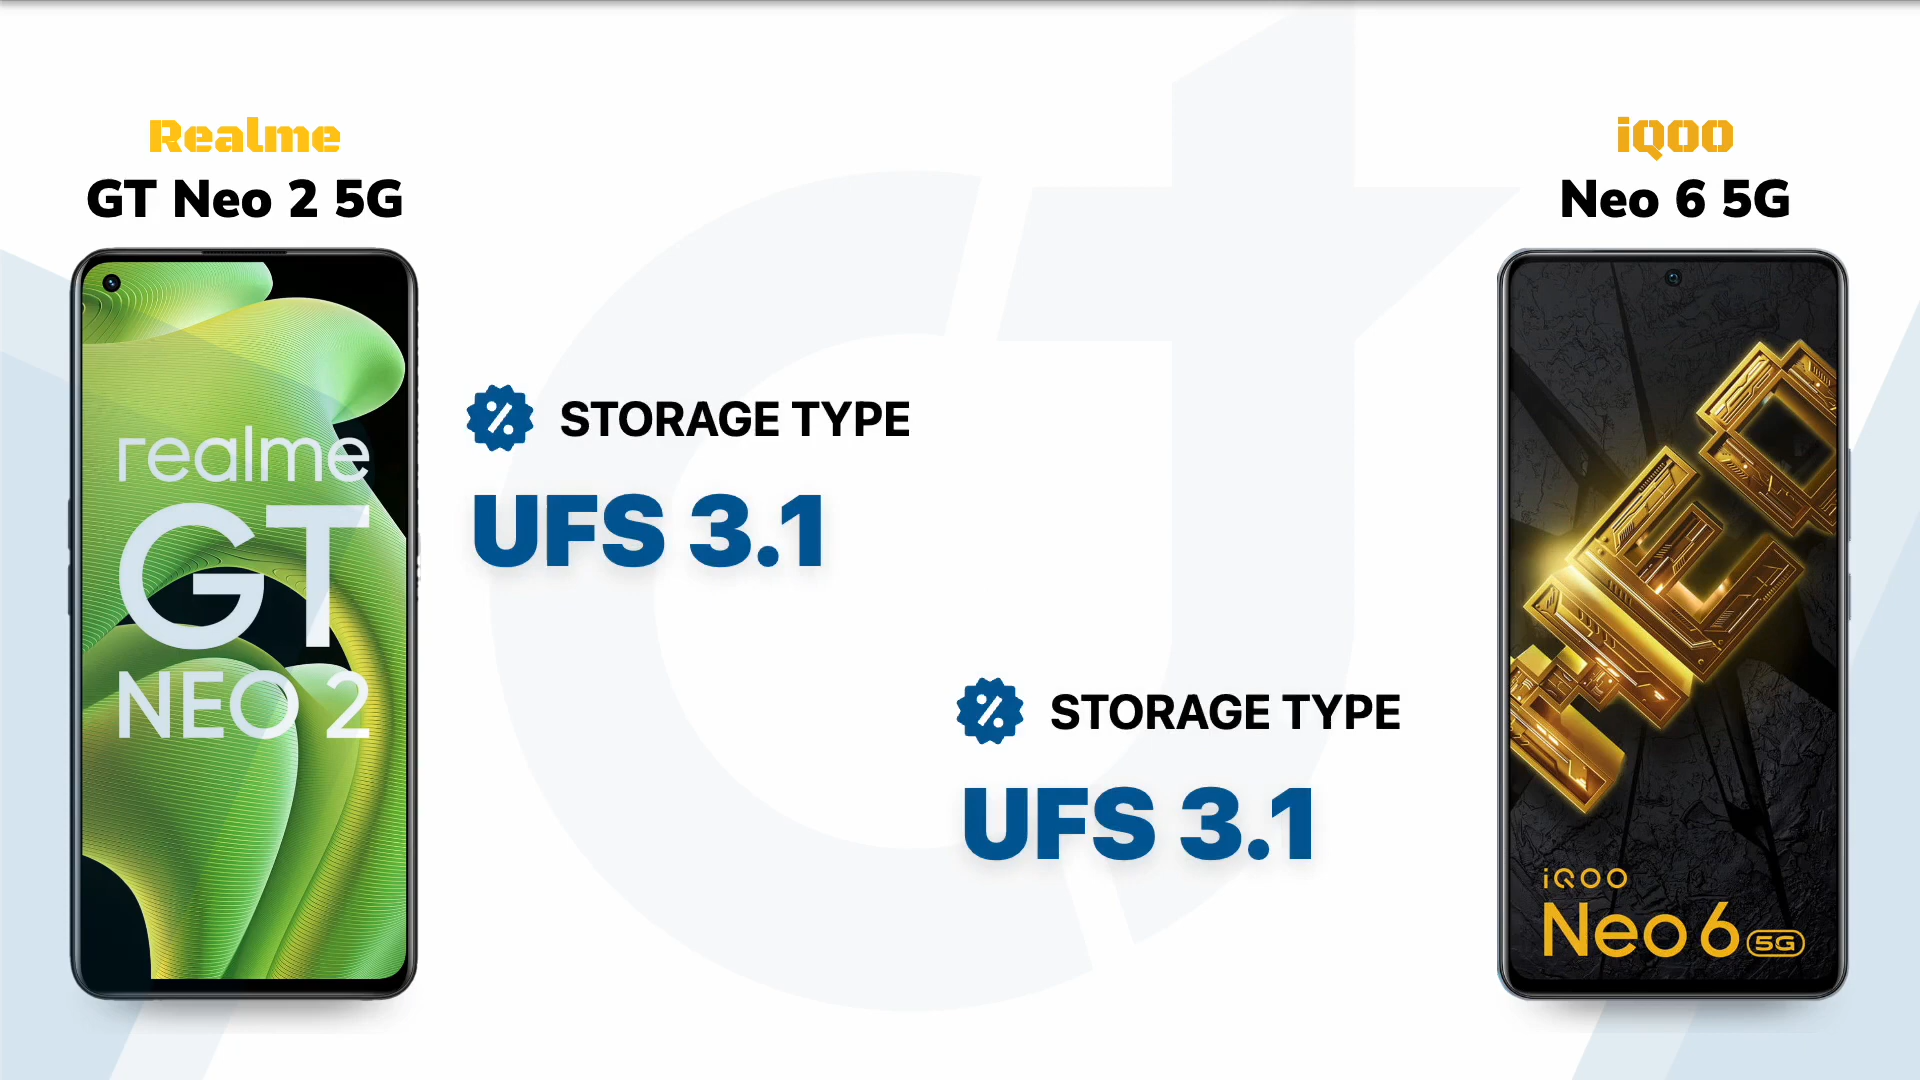 Realme
GT Neo 2 5G
realme
GT
NEO 2
STORAGE TYPE
UFS 3.1
STORAGE TYPE
UFS 3.1
iQOO
Neo 6 5G
NEO
iQOO
Neo 6 5G